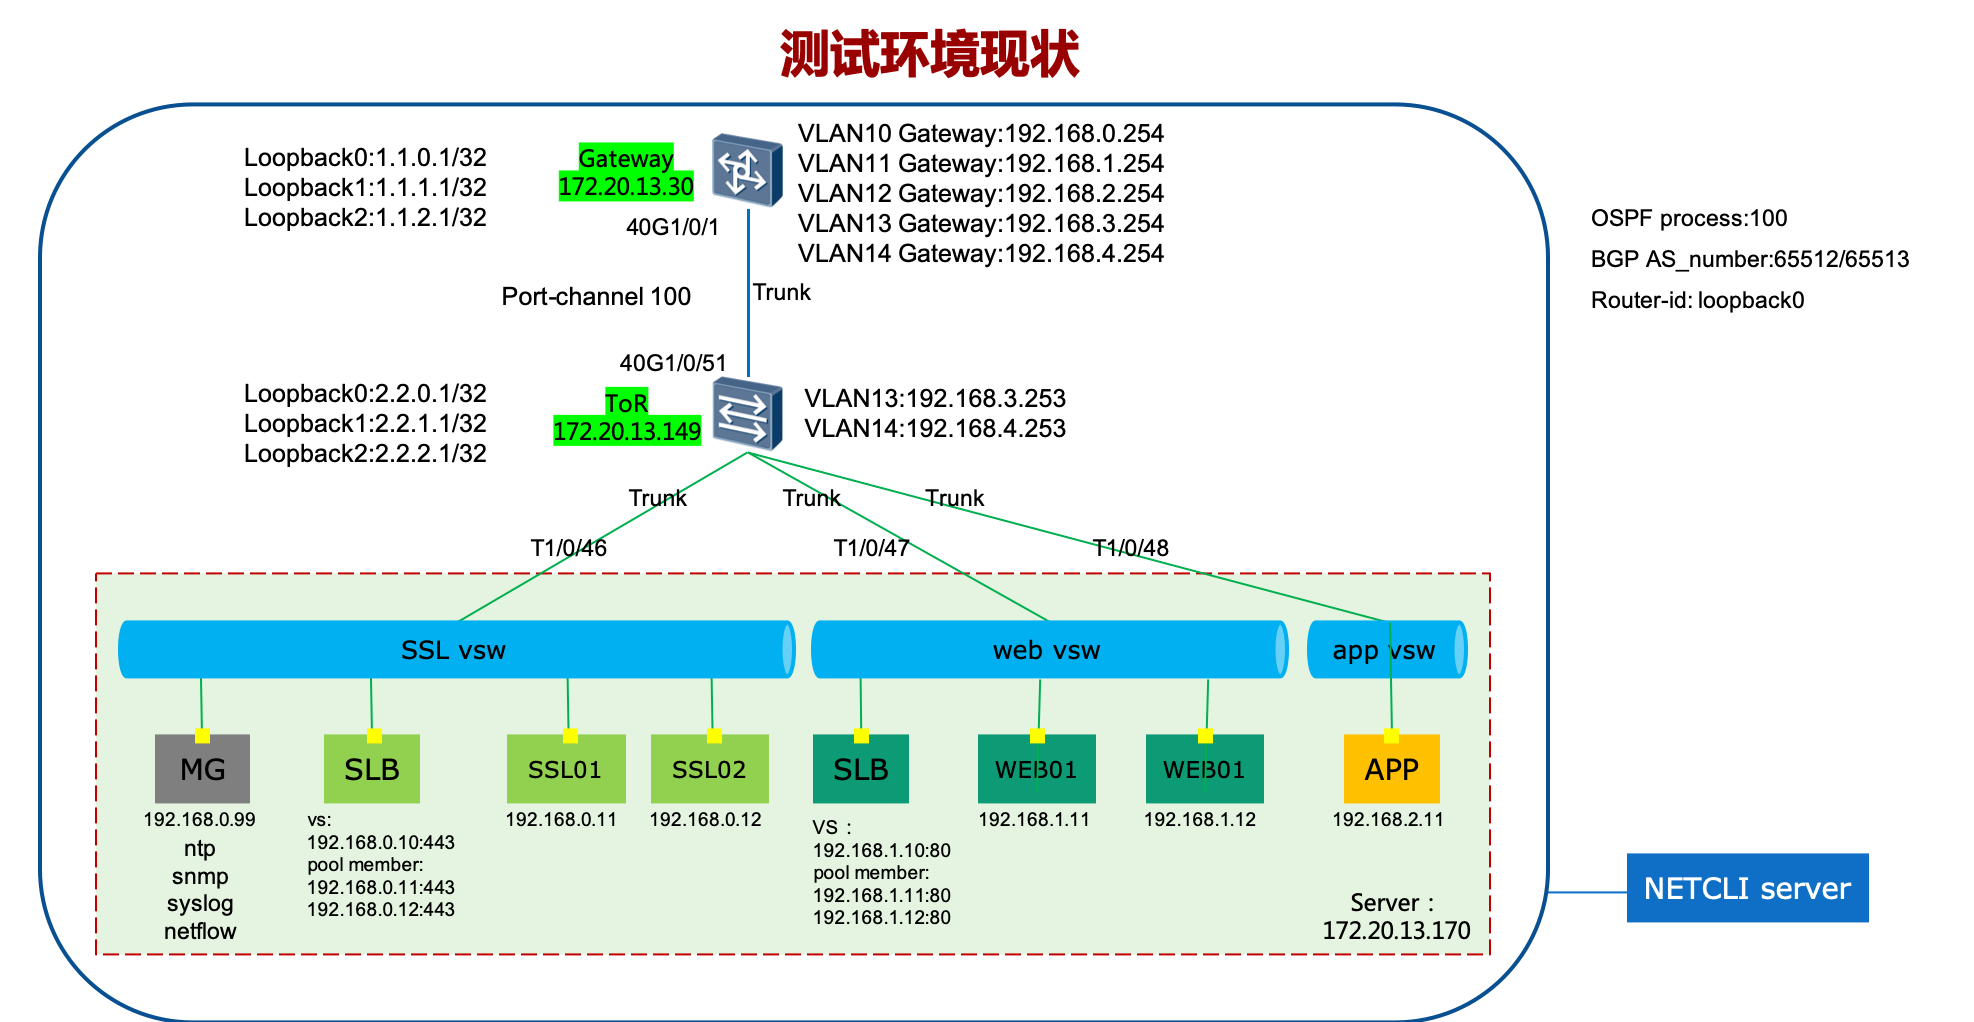 测试环境现状
Loopback0:1.1.0.1/32
Loopback1:1.1.1.1/32
Loopback2:1.1.2.1/32
Gateway
172.20.13.30
40G1/0/1
VLAN10 Gateway:192.168.0.254
VLAN11 Gateway:192.168.1.254
VLAN12 Gateway:192.168.2.254
VLAN13 Gateway:192.168.3.254
VLAN14 Gateway:192.168.4.254
OSPF process:100
BGP AS_number:65512/65513
Router-id: loopback0
Port-channel 100
Trunk
40G1/0/51
Loopback0:2.2.0.1/32
Loopback1:2.2.1.1/32
Loopback2:2.2.2.1/32
ToR
172.20.13.149
VLAN13:192.168.3.253
VLAN14:192.168.4.253
Trunk
Trunk
Trunk
T1/0/46
T1/0/47
T1/0/48
SSL vsw
web vsw
app vsw
MG
192.168.0.99
ntp
snmp
syslog
netflow
SLB
vs:
192.168.0.10:443
pool member:
192.168.0.11:443
192.168.0.12:443
SSL01
192.168.0.11
SSL02
192.168.0.12
SLB
VS：
192.168.1.10:80
pool member:
192.168.1.11:80
192.168.1.12:80
WEB01
192.168.1.11
WEB01
192.168.1.12
APP
192.168.2.11
Server：
172.20.13.170
NETCLI server